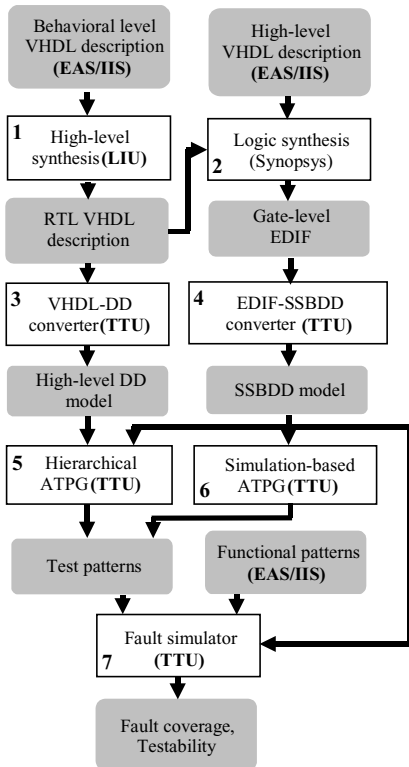 Behavioral level
VHDL description
(EAS/IIS)
High-level
VHDL description
(EAS/IIS)
1
High-level
synthesis(LIU)
Logic synthesis
(Synopsys)
2
RTL VHDL
description
Gate-level
EDIF
3
VHDL-DD
converter(TTU)
4
EDIF-SSBDD
converter (TTU)
High-level DD
model
SSBDD model
5
Hierarchical
ATPG(TTU)
Simulation-based
ATPG(TTU)
6
Test patterns
Functional patterns
(EAS/IIS)
Fault simulator
(TTU)
7
Fault coverage,
Testability